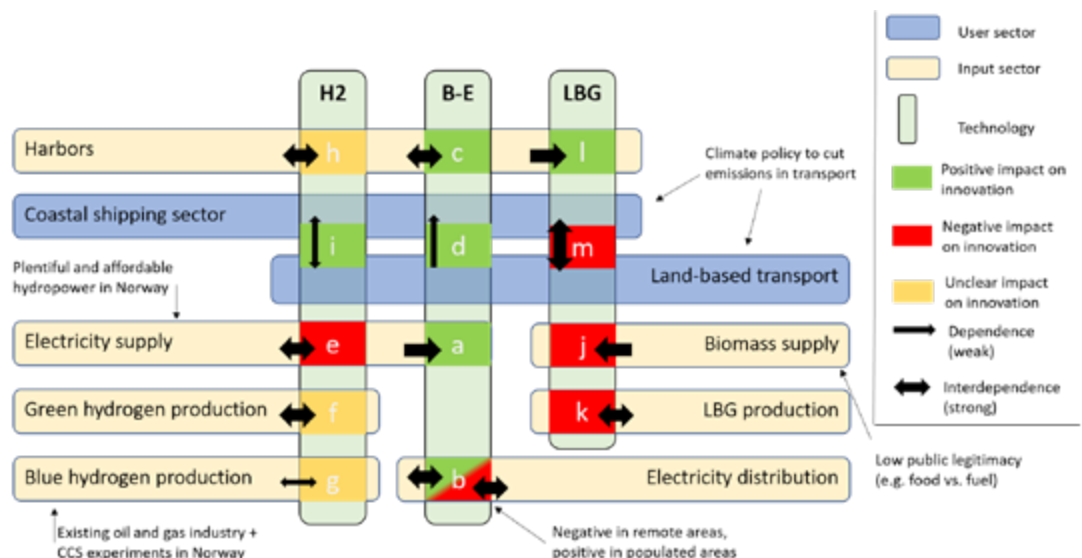 H2
B-E
LBG
Harbors
h
c
l
Coastal shipping sector
i
d
m
Land-based transport
Plentiful and affordable
hydropower in Norway
Electricity supply
e
a
j
Biomass supply
Green hydrogen production
f
k
LBG production
Blue hydrogen production
g
b
Electricity distribution
Existing oil and gas industry +
CCS experiments in Norway
Negative in remote areas,
positive in populated areas
Climate policy to cut
emissions in transport
Low public legitimacy
(e.g. food vs. fuel)
User sector
Input sector
Technology
Positive impact on
innovation
Negative impact
on innovation
Unclear impact
on innovation
Dependence
(weak)
Interdependence
(strong)